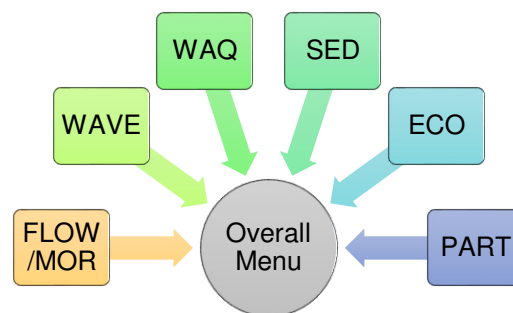 WAQ
SED
WAVE
ECO
FLOW
/MOR
Overall
Menu
PART